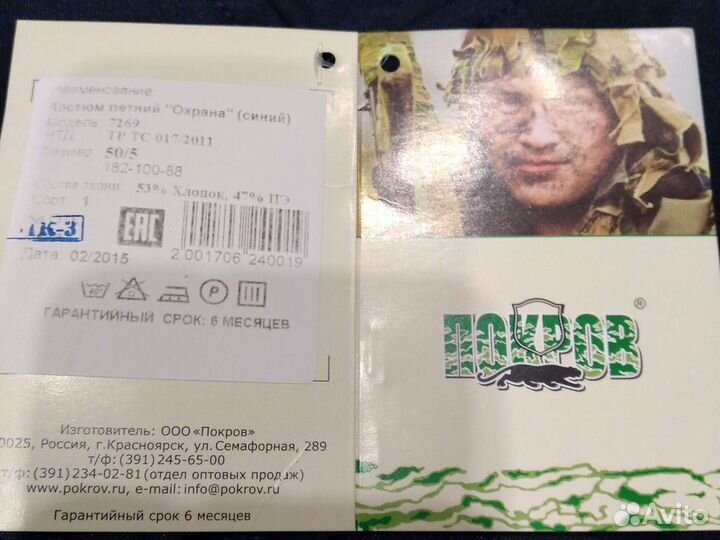 Наименование
Костюм летний "Охрана" (синий)
Модель 7269
НТД ТР ТС 017/2011
Размер 50/5
182-100-88
Состав ткани: 53% Хлопок, 47% ПЭ
Сорт 1
ТК-3
ЕАС
Дата 02/2015
2 001706 240019
P
ГАРАНТИЙНЫЙ СРОК: 6 МЕСЯЦЕВ
Изготовитель: ООО «Покров»
0025, Россия, г.Красноярск, ул.Семафорная, 289
т/ф:(391)245-65-00
т/ф:(391)234-02-81(отдел оптовых продаж)
www.pokrov.ru, e-mail:info@pokrov.ru
Гарантийный срок 6 месяцев
ПОКРОВ ®
Avito